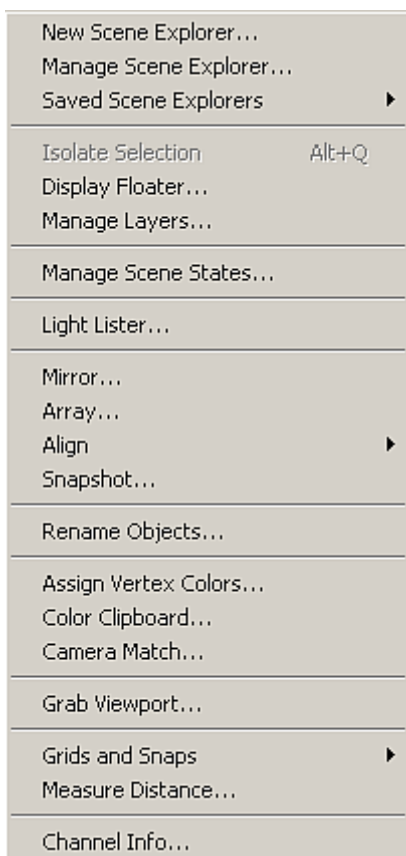 New Scene Explorer...
Manage Scene Explorer...
Saved Scene Explorers
Isolate Selection Alt+Q
Display Floater...
Manage Layers...
Manage Scene States...
Light Lister...
Mirror...
Array...
Align
Snapshot...
Rename Objects...
Assign Vertex Colors...
Color Clipboard...
Camera Match...
Grab Viewport...
Grids and Snaps
Measure Distance...
Channel Info...